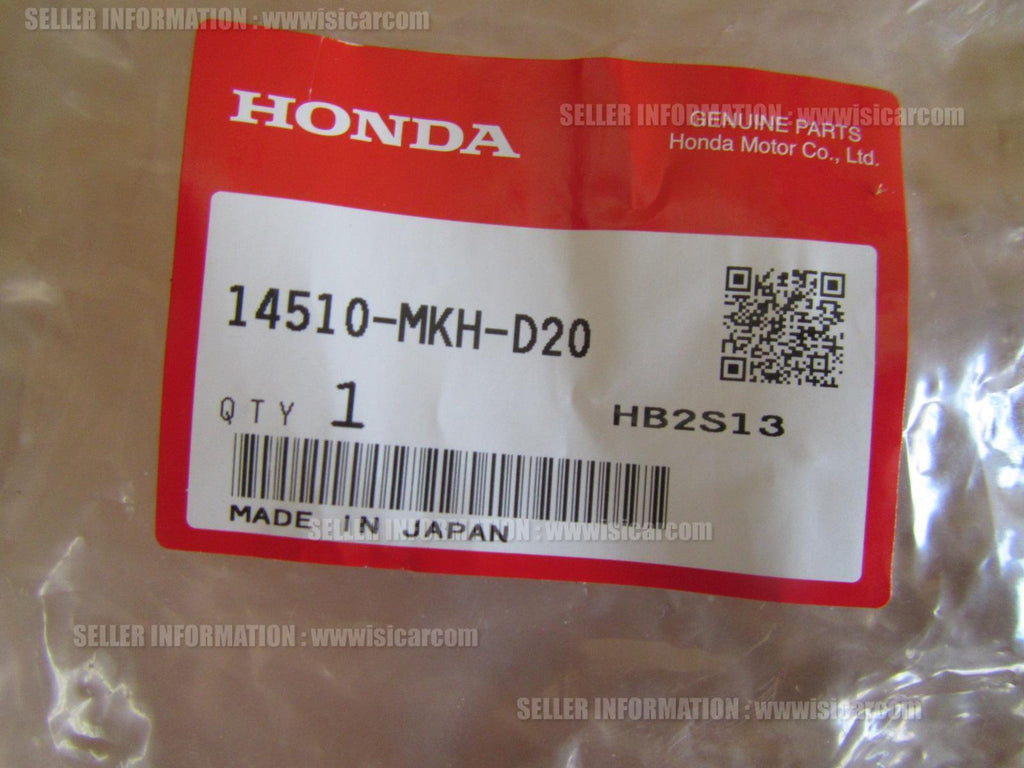 SELLER INFORMATION : wwwisicarcom
HONDA
SELLER INFORMATION : wwwisicarcom
GENUINE PARTS
Honda Motor Co., Ltd.
14510-MKH-D20
QTY 1
HB2S13
MADE IN JAPAN
SELLER INFORMATION : wwwisicarcom
SELLER INFORMATION : wwwisicarcom
SELLER INFORMATION : wwwisicarcom